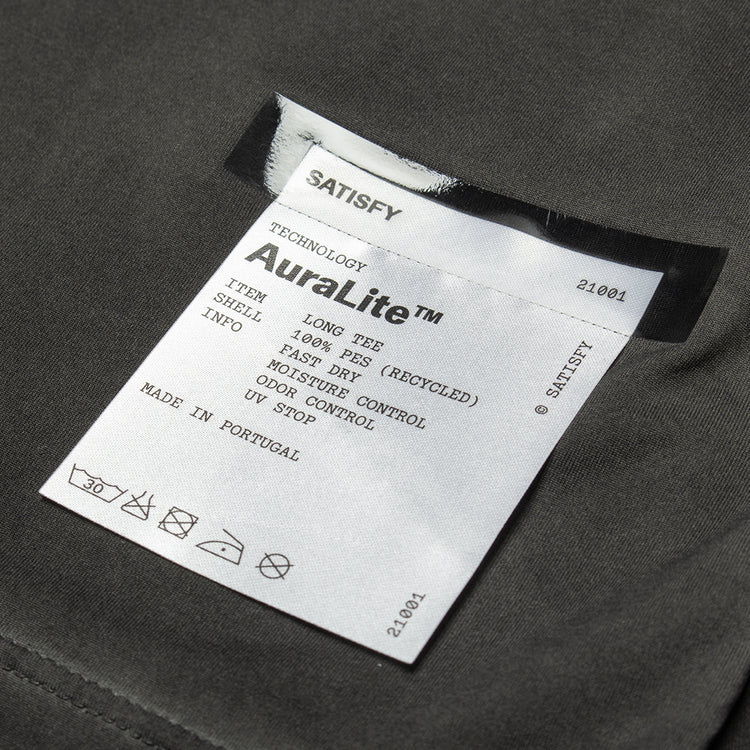 SATISFY
21001
TECHNOLOGY
AuraLite™
ITEM LONG TEE
SHELL 100% PES (RECYCLED)
INFO FAST DRY
MOISTURE CONTROL
ODOR CONTROL
UV STOP
MADE IN PORTUGAL
© SATISFY
30
21001